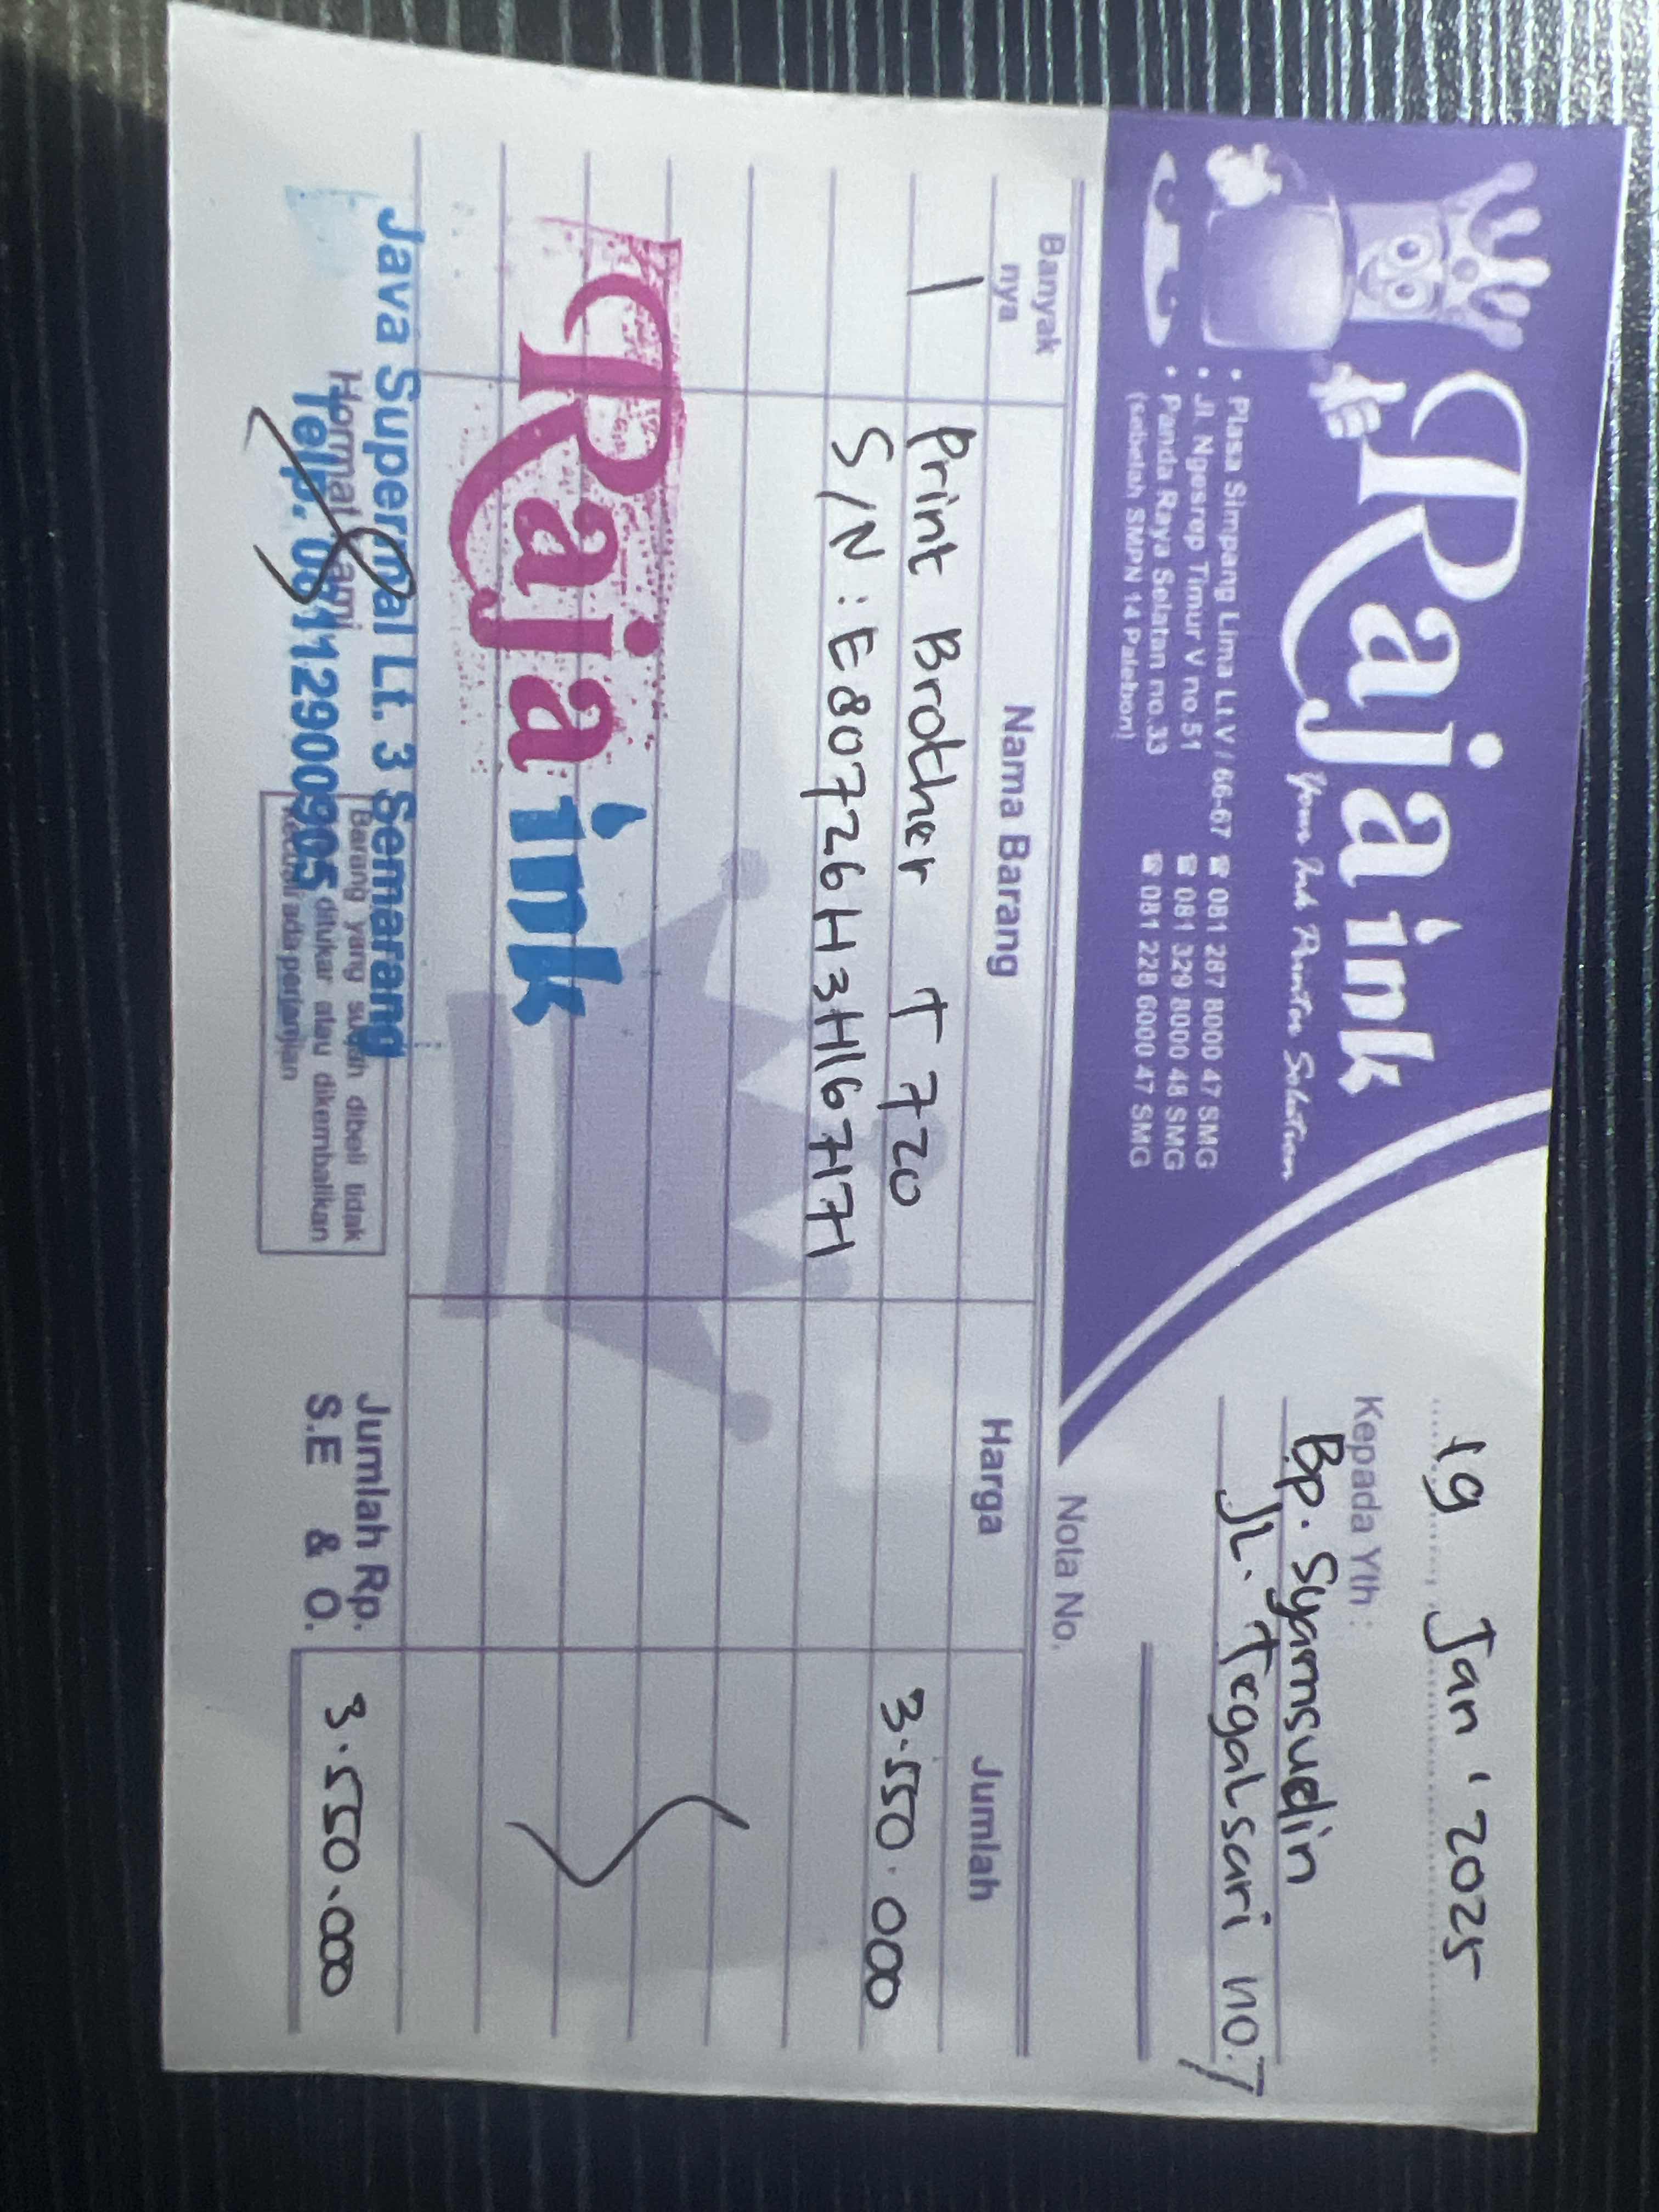 Raja ink
Your Ink Printer Solution
• Plasa Simpang Lima Lt.V / 66-67 ☎ 081 287 8000 47 SMG
• Jl. Ngesrep Timur V no.51 ☎ 081 329 8000 48 SMG
• Panda Raya Selatan no.33 ☎ 081 228 6000 47 SMG
(sebelah SMPN 14 Palebon)
19 Jan ' 2025
Kepada Yth :
Bp. Syamsudin
JL. Tegalsari no.7
Nota No.
Banyak nya Nama Barang Harga Jumlah
1 Print Brother T 720 3.550.000
S/N : E80726H3H167171
Raja ink
Java Supermal Lt. 3 Semarang
Telp.
Hormat Kami
Barang yang sudah dibeli tidak
ditukar atau dikembalikan
kecuali ada perjanjian
Jumlah Rp. 3.550.000
S.E & O.